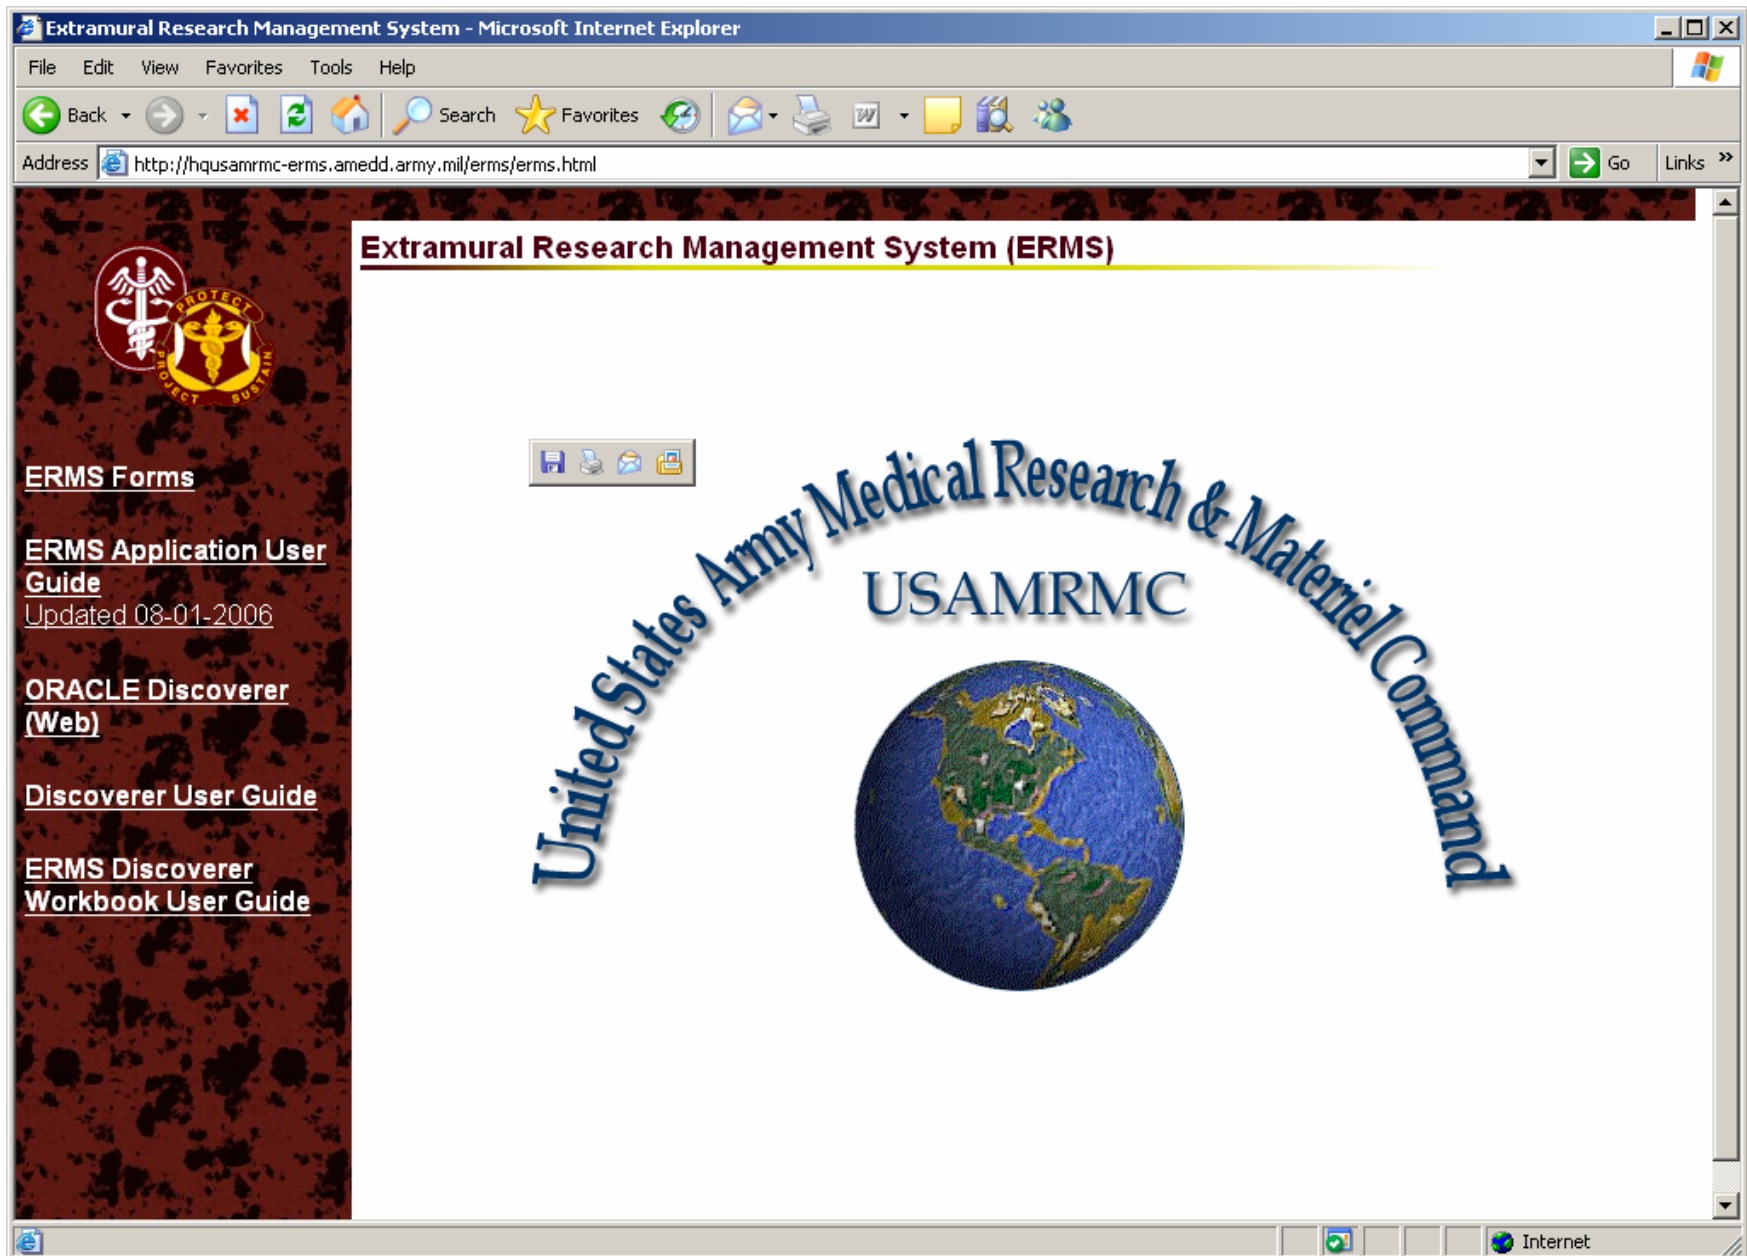 Extramural Research Management System - Microsoft Internet Explorer
File Edit View Favorites Tools Help
Back Search Favorites
Address http://hqusamrmc-erms.amedd.army.mil/erms/erms.html Go Links »
PROTECT
PROJECT SUSTAIN
Extramural Research Management System (ERMS)
ERMS Forms
ERMS Application User
Guide
Updated 08-01-2006
ORACLE Discoverer
(Web)
Discoverer User Guide
ERMS Discoverer
Workbook User Guide
United States Army Medical Research & Materiel Command
USAMRMC
Internet